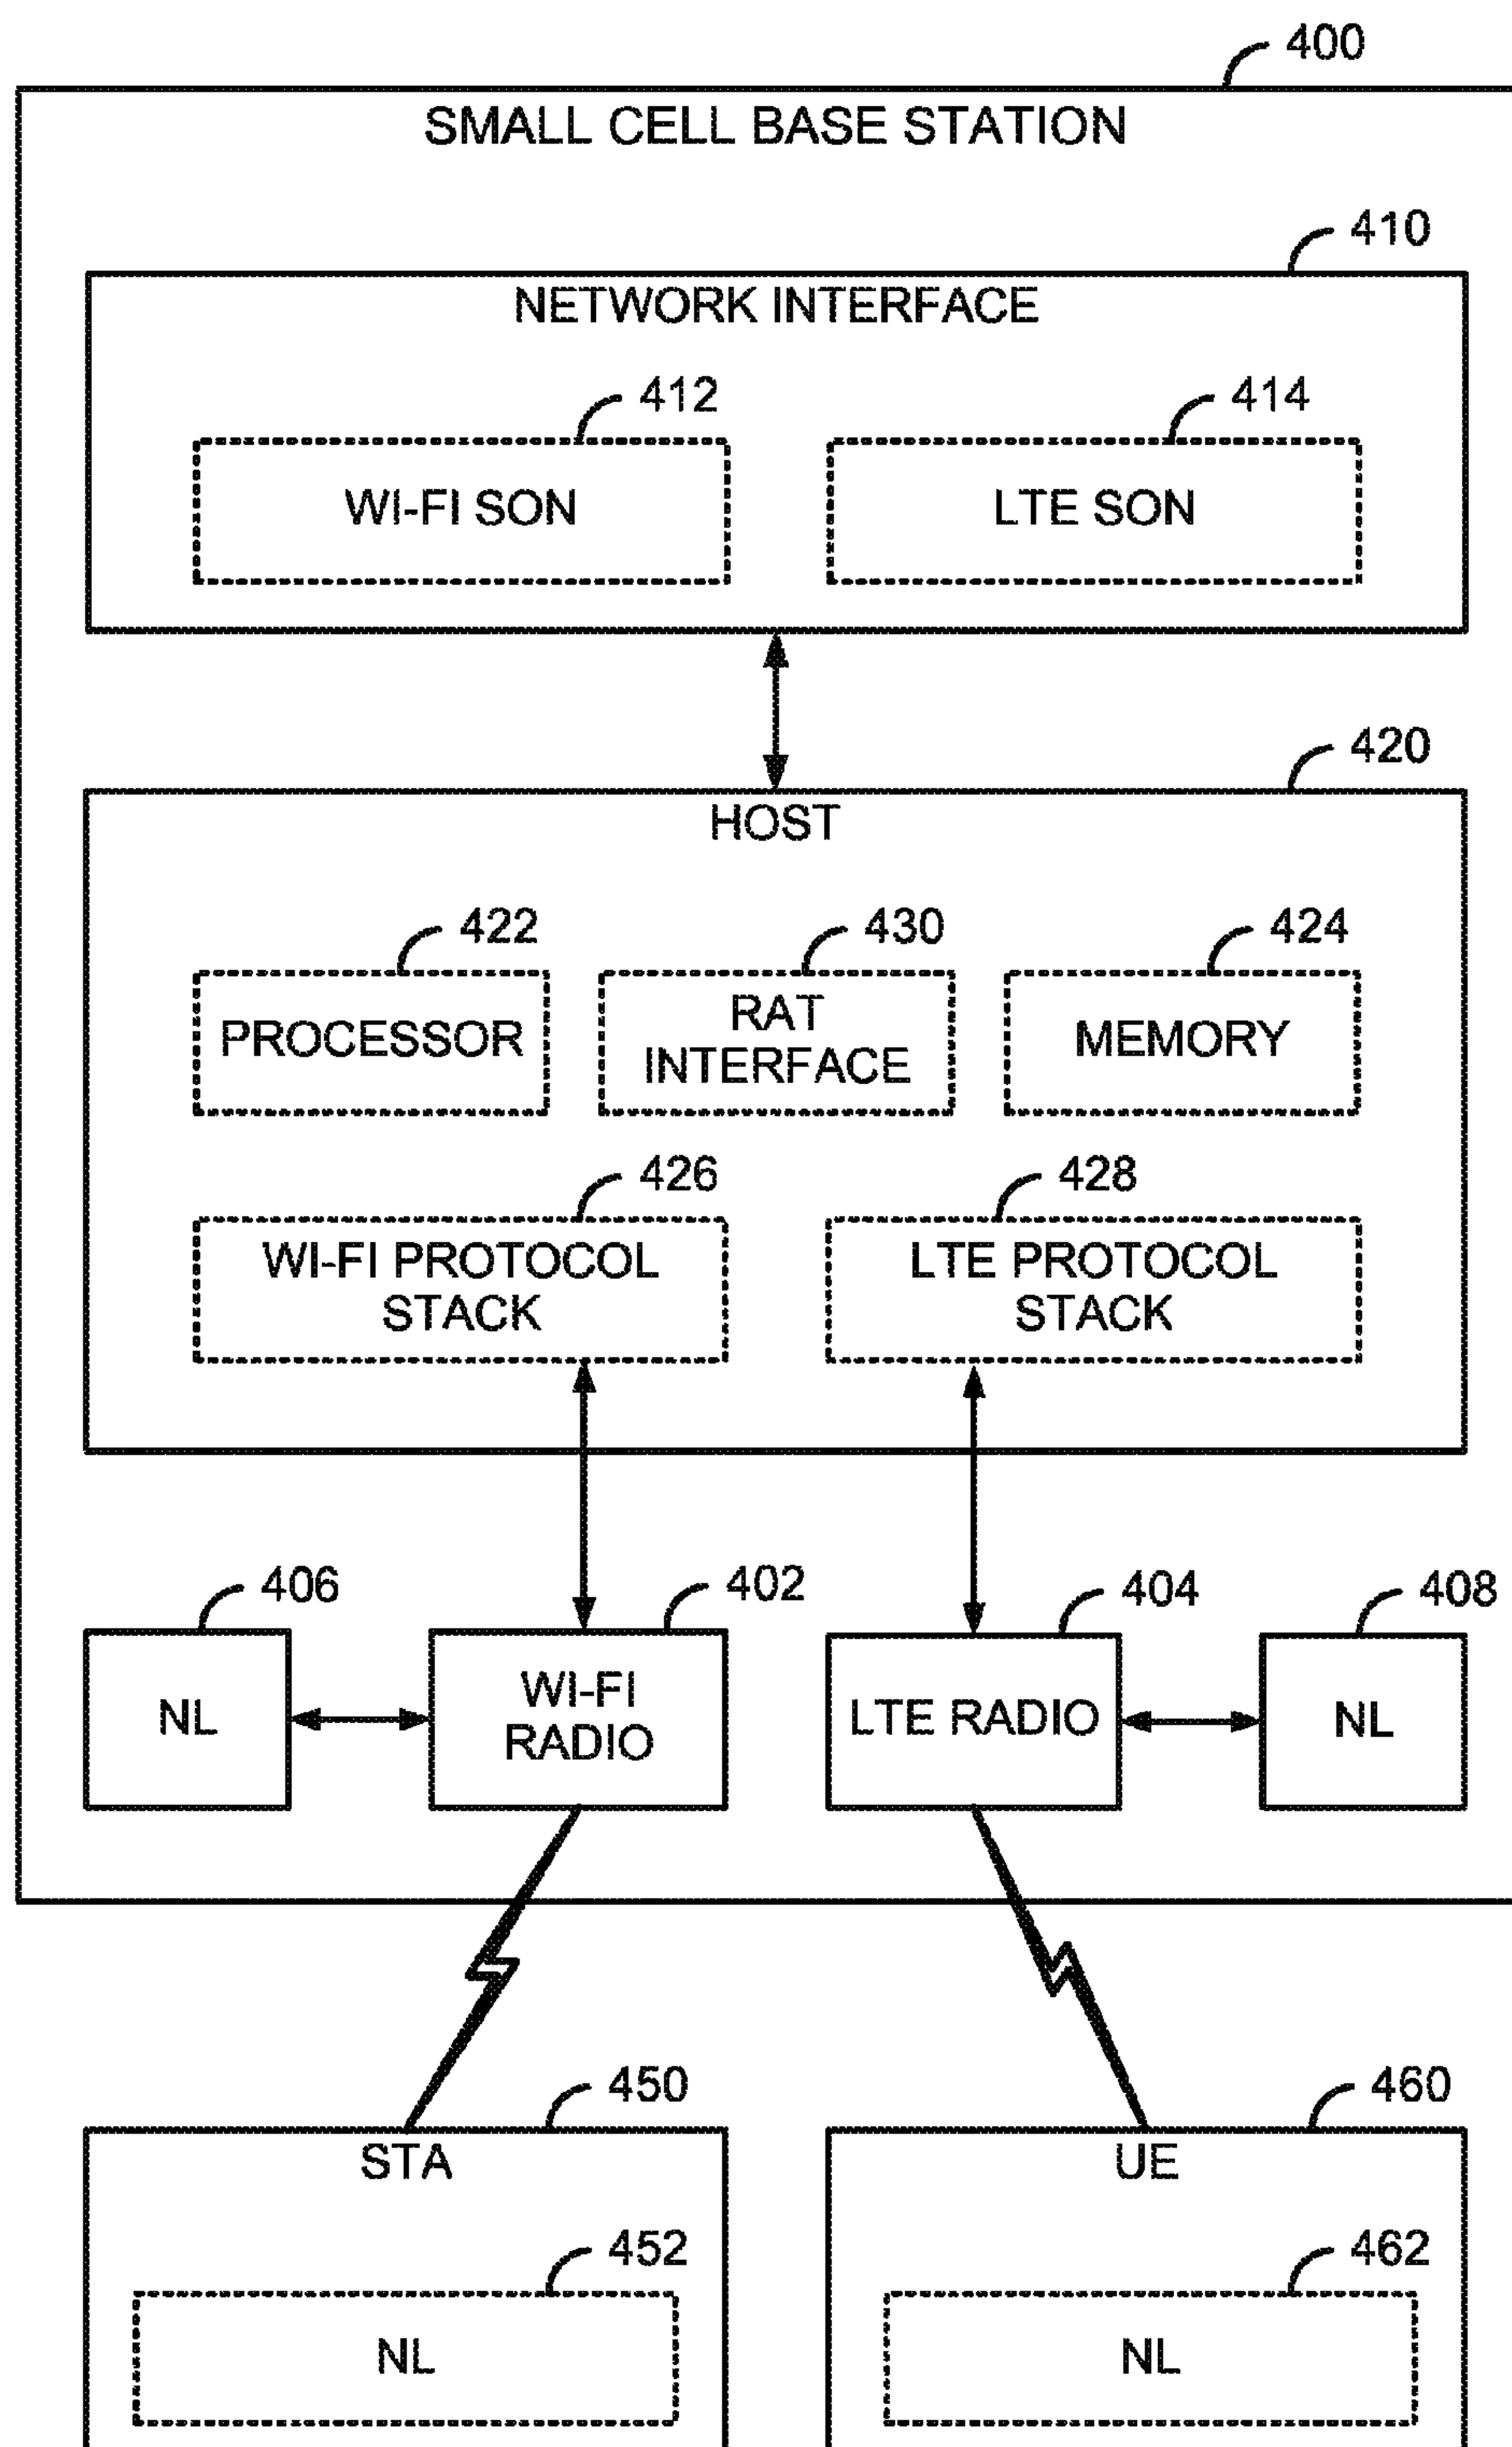 400
SMALL CELL BASE STATION
410
NETWORK INTERFACE
412
414
WI-FI SON
LTE SON
420
HOST
422
430
424
PROCESSOR
RAT
INTERFACE
MEMORY
426
428
WI-FI PROTOCOL
STACK
LTE PROTOCOL
STACK
406
402
404
408
NL
WI-FI
RADIO
LTE RADIO
NL
450
460
STA
UE
452
462
NL
NL